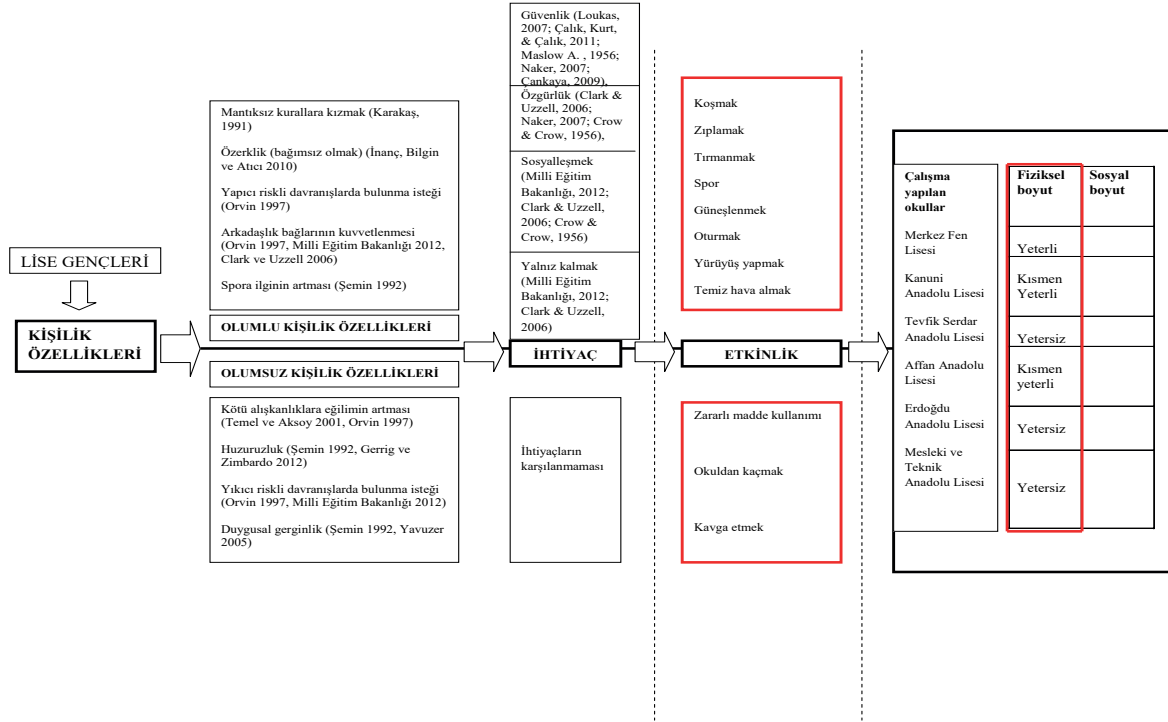 LİSE GENÇLERİ
KİŞİLİK
ÖZELLİKLERİ
Mantıksız kurallara kızmak (Karakaş,
1991)
Özerklik (bağımsız olmak) (İnanç, Bilgin
ve Atıcı 2010)
Yapıcı riskli davranışlarda bulunma isteği
(Orvin 1997)
Arkadaşlık bağlarının kuvvetlenmesi
(Orvin 1997, Milli Eğitim Bakanlığı 2012,
Clark ve Uzzell 2006)
Spora ilginin artması (Şemin 1992)
OLUMLU KİŞİLİK ÖZELLİKLERİ
OLUMSUZ KİŞİLİK ÖZELLİKLERİ
Kötü alışkanlıklara eğilimin artması
(Temel ve Aksoy 2001, Orvin 1997)
Huzuruzluk (Şemin 1992, Gerrig ve
Zimbardo 2012)
Yıkıcı riskli davranışlarda bulunma isteği
(Orvin 1997, Milli Eğitim Bakanlığı 2012)
Duygusal gerginlik (Şemin 1992, Yavuzer
2005)
Güvenlik (Loukas,
2007; Çalık, Kurt,
& Çalık, 2011;
Maslow A. , 1956;
Naker, 2007;
Çankaya, 2009),
Özgürlük (Clark &
Uzzell, 2006;
Naker, 2007; Crow
& Crow, 1956),
Sosyalleşmek
(Milli Eğitim
Bakanlığı, 2012;
Clark & Uzzell,
2006; Crow &
Crow, 1956)
Yalnız kalmak
(Milli Eğitim
Bakanlığı, 2012;
Clark & Uzzell,
2006)
İHTİYAÇ
İhtiyaçların
karşılanmaması
Koşmak
Zıplamak
Tırmanmak
Spor
Güneşlenmek
Oturmak
Yürüyüş yapmak
Temiz hava almak
ETKİNLİK
Zararlı madde kullanımı
Okuldan kaçmak
Kavga etmek
Çalışma
yapılan
okullar
Merkez Fen
Lisesi
Kanuni
Anadolu Lisesi
Tevfik Serdar
Anadolu Lisesi
Affan Anadolu
Lisesi
Erdoğdu
Anadolu Lisesi
Mesleki ve
Teknik
Anadolu Lisesi
Fiziksel
boyut
Sosyal
boyut
Yeterli
Kısmen
Yeterli
Yetersiz
Kısmen
yeterli
Yetersiz
Yetersiz